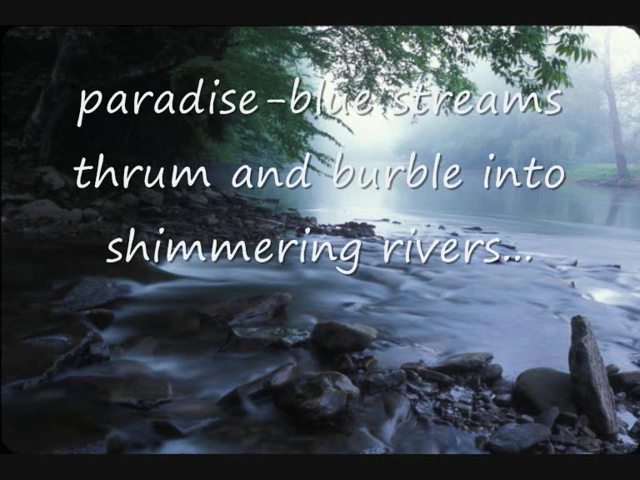 paradise-blue streams
thrum and burble into
shimmering rivers...